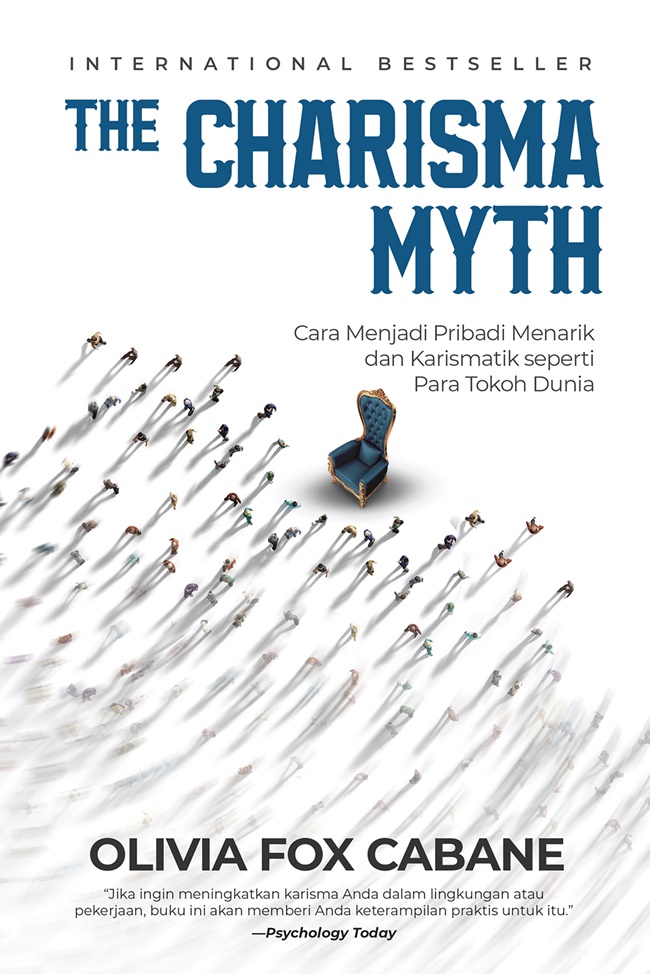 INTERNATIONAL BESTSELLER
THE CHARISMA
MYTH
Cara Menjadi Pribadi Menarik
dan Karismatik seperti
Para Tokoh Dunia
OLIVIA FOX CABANE
“Jika ingin meningkatkan karisma Anda dalam lingkungan atau
pekerjaan, buku ini akan memberi Anda keterampilan praktis untuk itu.”
—Psychology Today